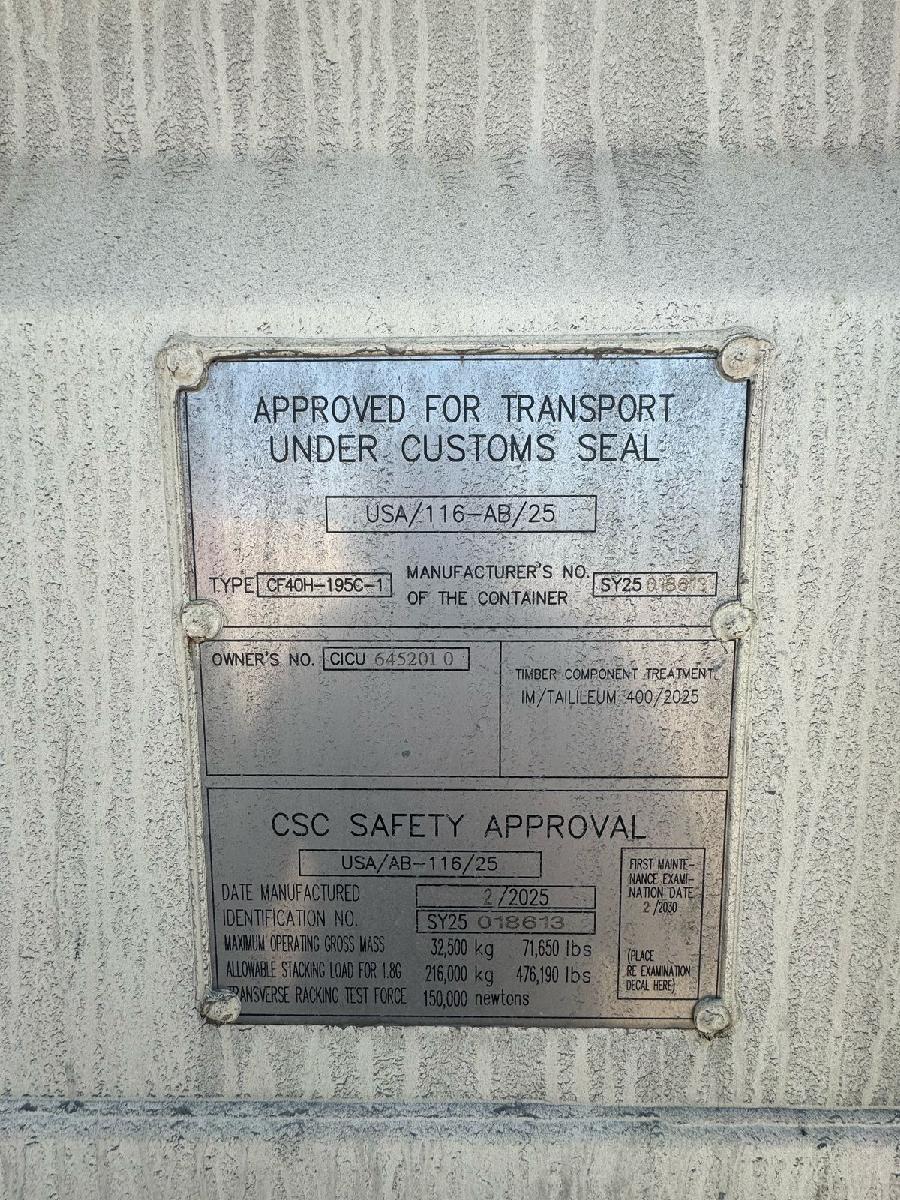 APPROVED FOR TRANSPORT
UNDER CUSTOMS SEAL
USA/116-AB/25
TYPE CF40H-195C-1 MANUFACTURER'S NO. OF THE CONTAINER SY25 018613
OWNER'S NO. CICU 645201 0
TIMBER COMPONENT TREATMENT
IM/TAILILEUM 400/2025
CSC SAFETY APPROVAL
USA/AB-116/25
DATE MANUFACTURED 2/2025
IDENTIFICATION NO. SY25 018613
MAXIMUM OPERATING GROSS MASS 32,500 kg 71,650 lbs
ALLOWABLE STACKING LOAD FOR 1.8G 216,000 kg 476,190 lbs
TRANSVERSE RACKING TEST FORCE 150,000 newtons
FIRST MAINTE-
NANCE EXAMI-
NATION DATE
2/2030
(PLACE
RE EXAMINATION
DECAL HERE)